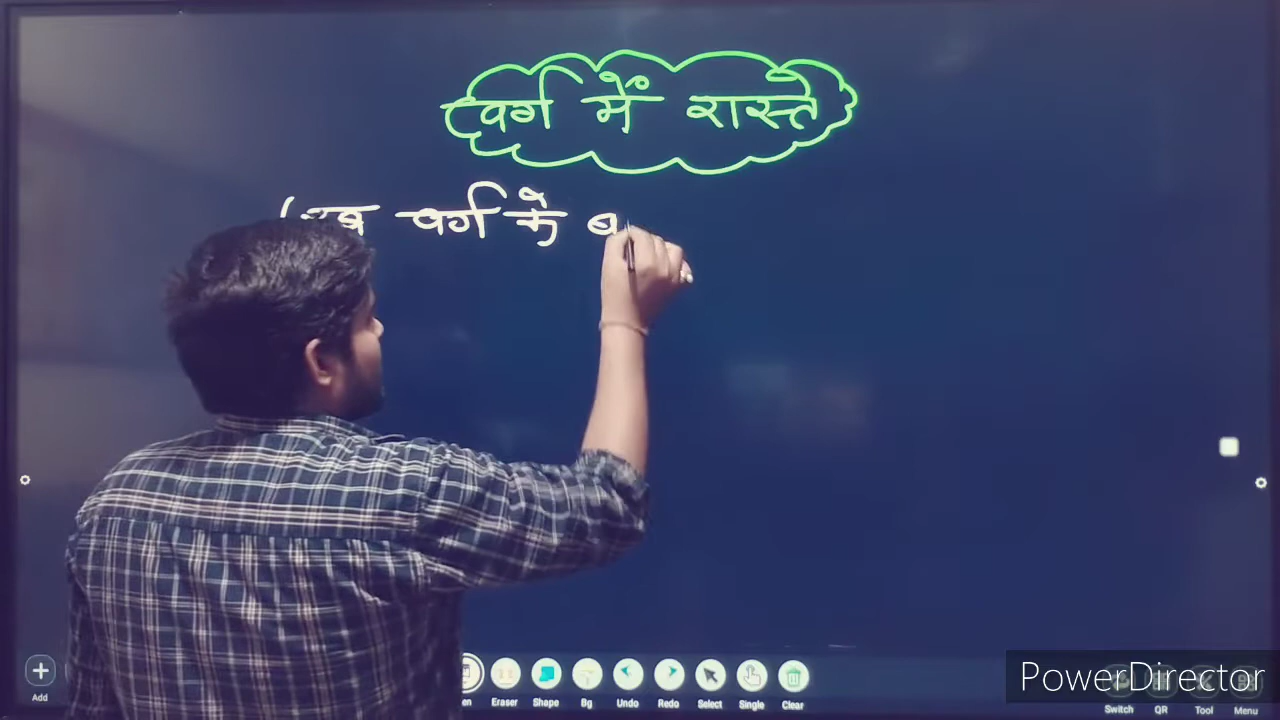 वर्ग में रास्ते
वर्ग के
Add
Eraser
Shape
Bg
Undo
Redo
Select
Single
Clear
Switch
QR
Tool
Menu
PowerDirector